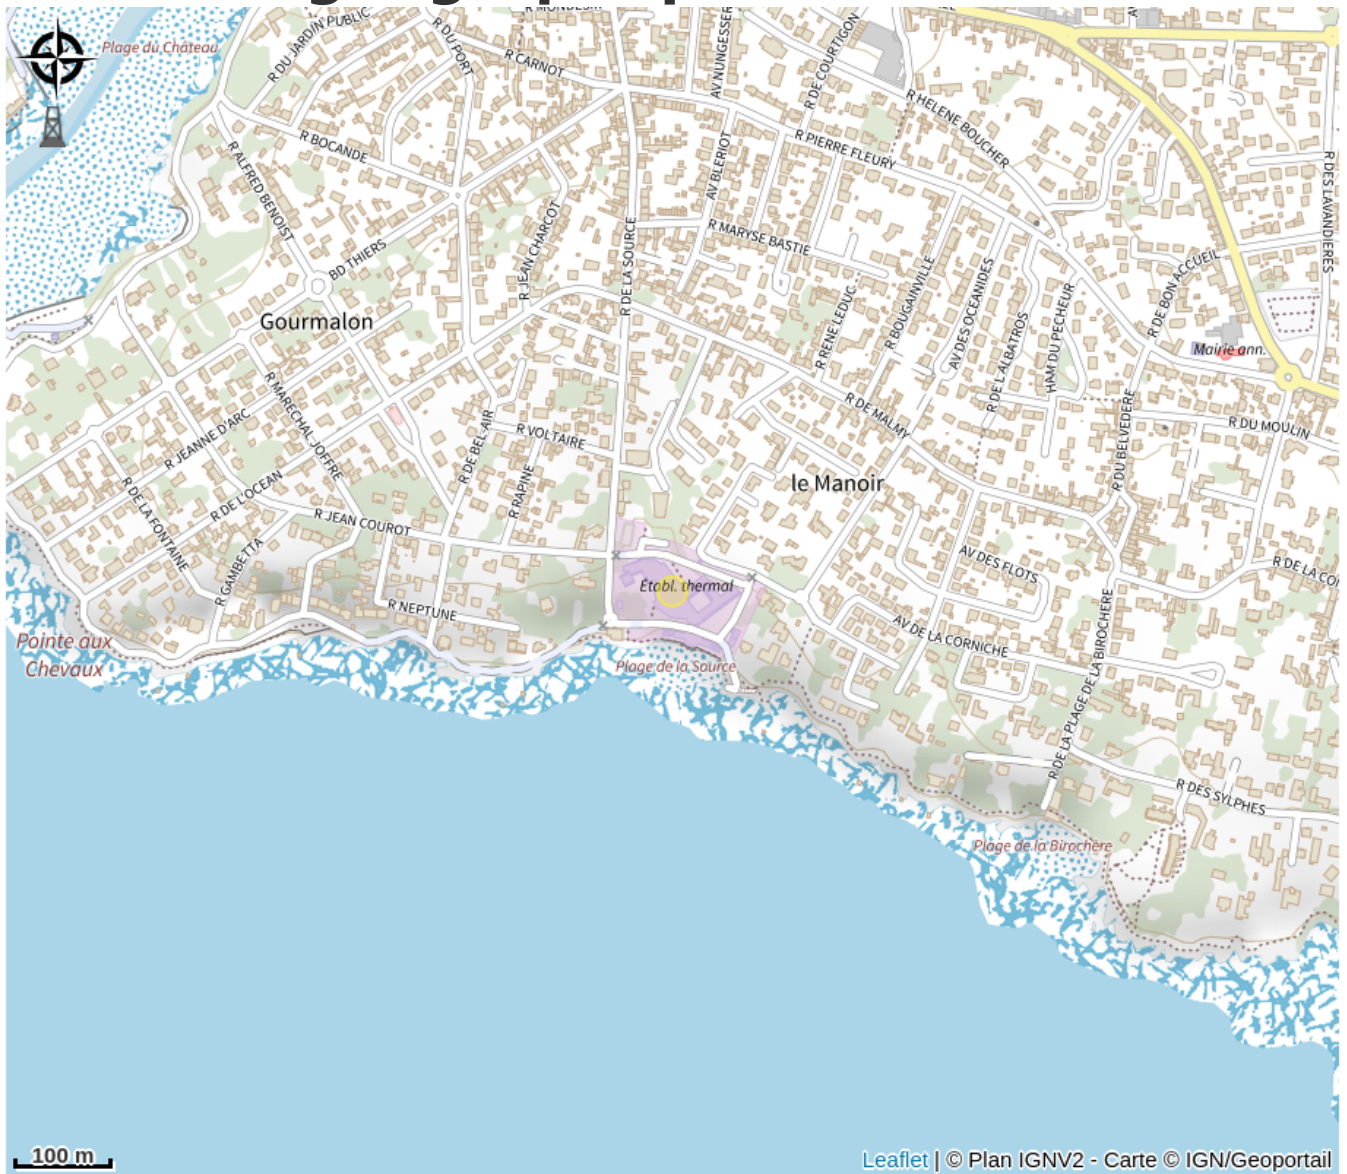 Plage du Château
R DU JARDIN PUBLIC
R DU PORT
R CARNOT
AV NUNGESSER
R DE COURTIGON
R HELENE BOUCHER
R BOCANDE
R PIERRE FLEURY
R ALFRED BENOIST
AV BLERIOT
R DES LAVANDIERES
R JEAN CHARCOT
R DE LA SOURCE
R MARYSE BASTIE
BD THIERS
R RENE LEDUC
R BOUGAINVILLE
AV DES OCEANIDES
R DE L'ALBATROS
HAM DU PECHEUR
R DE BON ACCUEIL
Gourmalon
Mairie ann.
R MARECHAL JOFFRE
R JEANNE D'ARC
R DE BEL AIR
R VOLTAIRE
R DE MALMY
R DU BELVEDERE
R DU MOULIN
R DE LA FONTAINE
R DE L'OCEAN
R RAPINE
le Manoir
R JEAN COUROT
R GAMBETTA
AV DES FLOTS
R DE LA COR
Établ. thermal
R NEPTUNE
AV DE LA CORNICHE
Pointe aux
Chevaux
Plage de la Source
R DE LA PLAGE DE LA BIROCHERE
R DES SYLPHES
Plage de la Birochère
100 m
Leaflet | © Plan IGNV2 - Carte © IGN/Geoportail